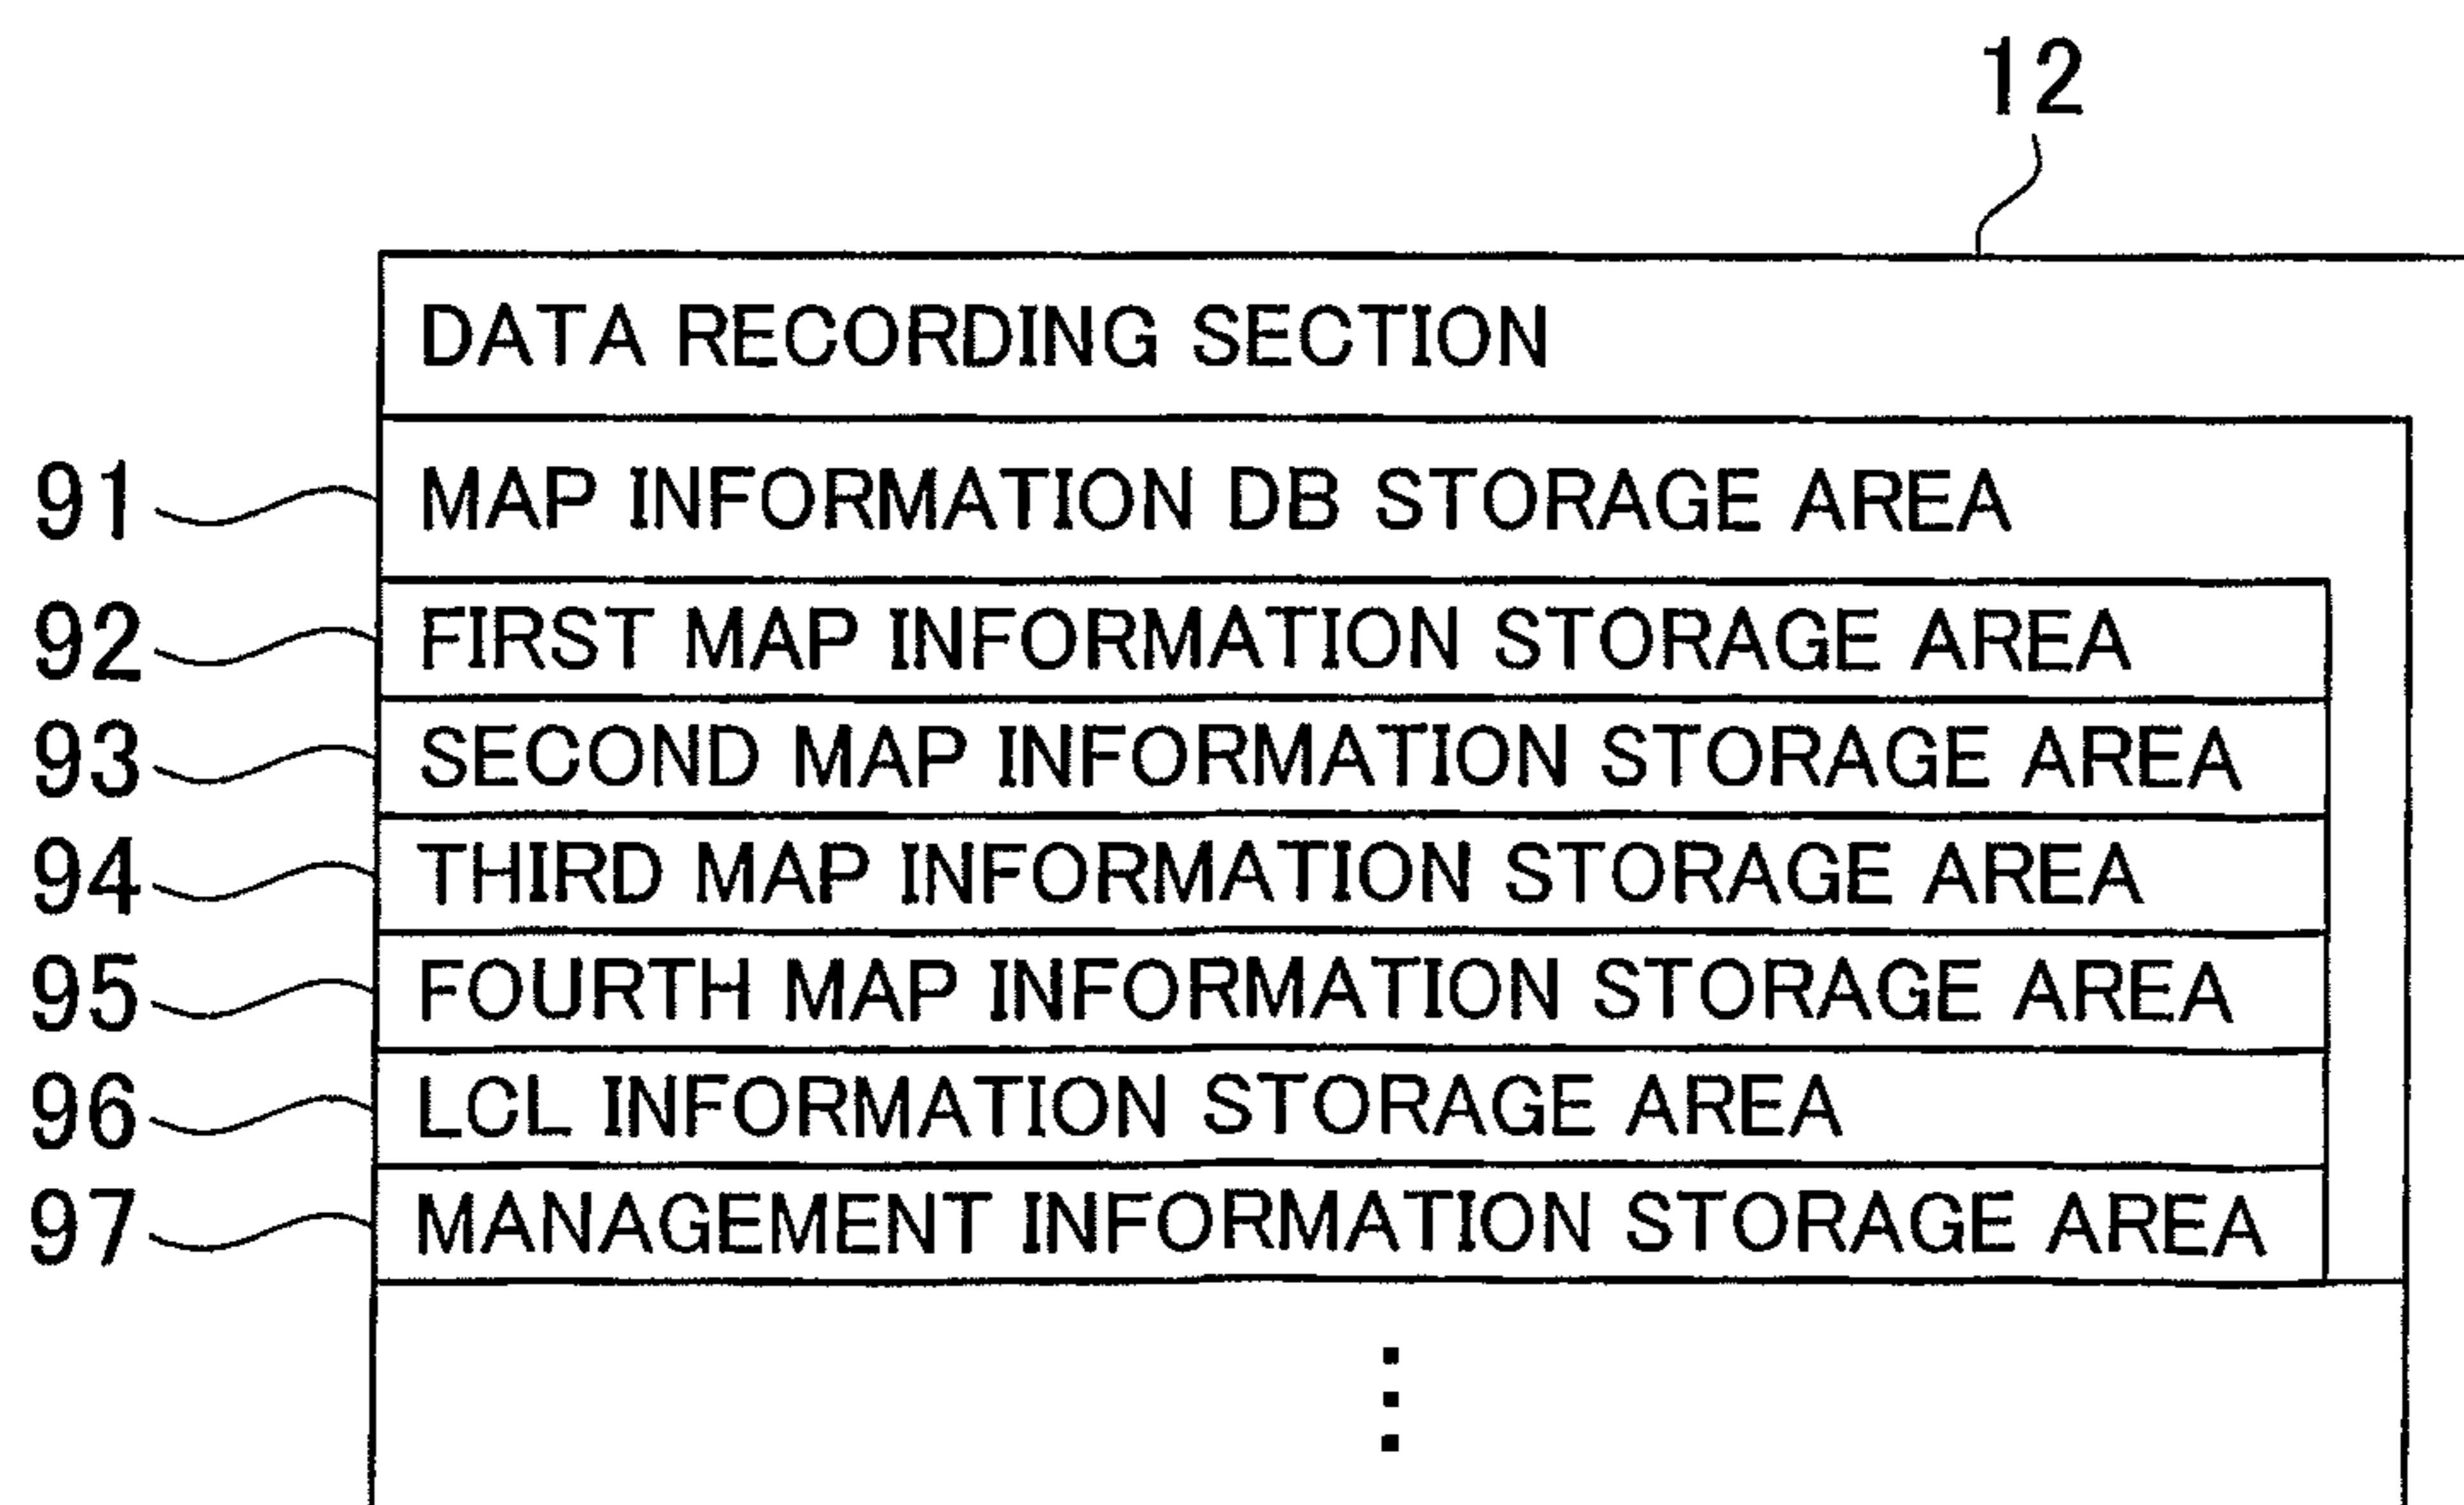 12
DATA RECORDING SECTION
91 MAP INFORMATION DB STORAGE AREA
92 FIRST MAP INFORMATION STORAGE AREA
93 SECOND MAP INFORMATION STORAGE AREA
94 THIRD MAP INFORMATION STORAGE AREA
95 FOURTH MAP INFORMATION STORAGE AREA
96 LCL INFORMATION STORAGE AREA
97 MANAGEMENT INFORMATION STORAGE AREA